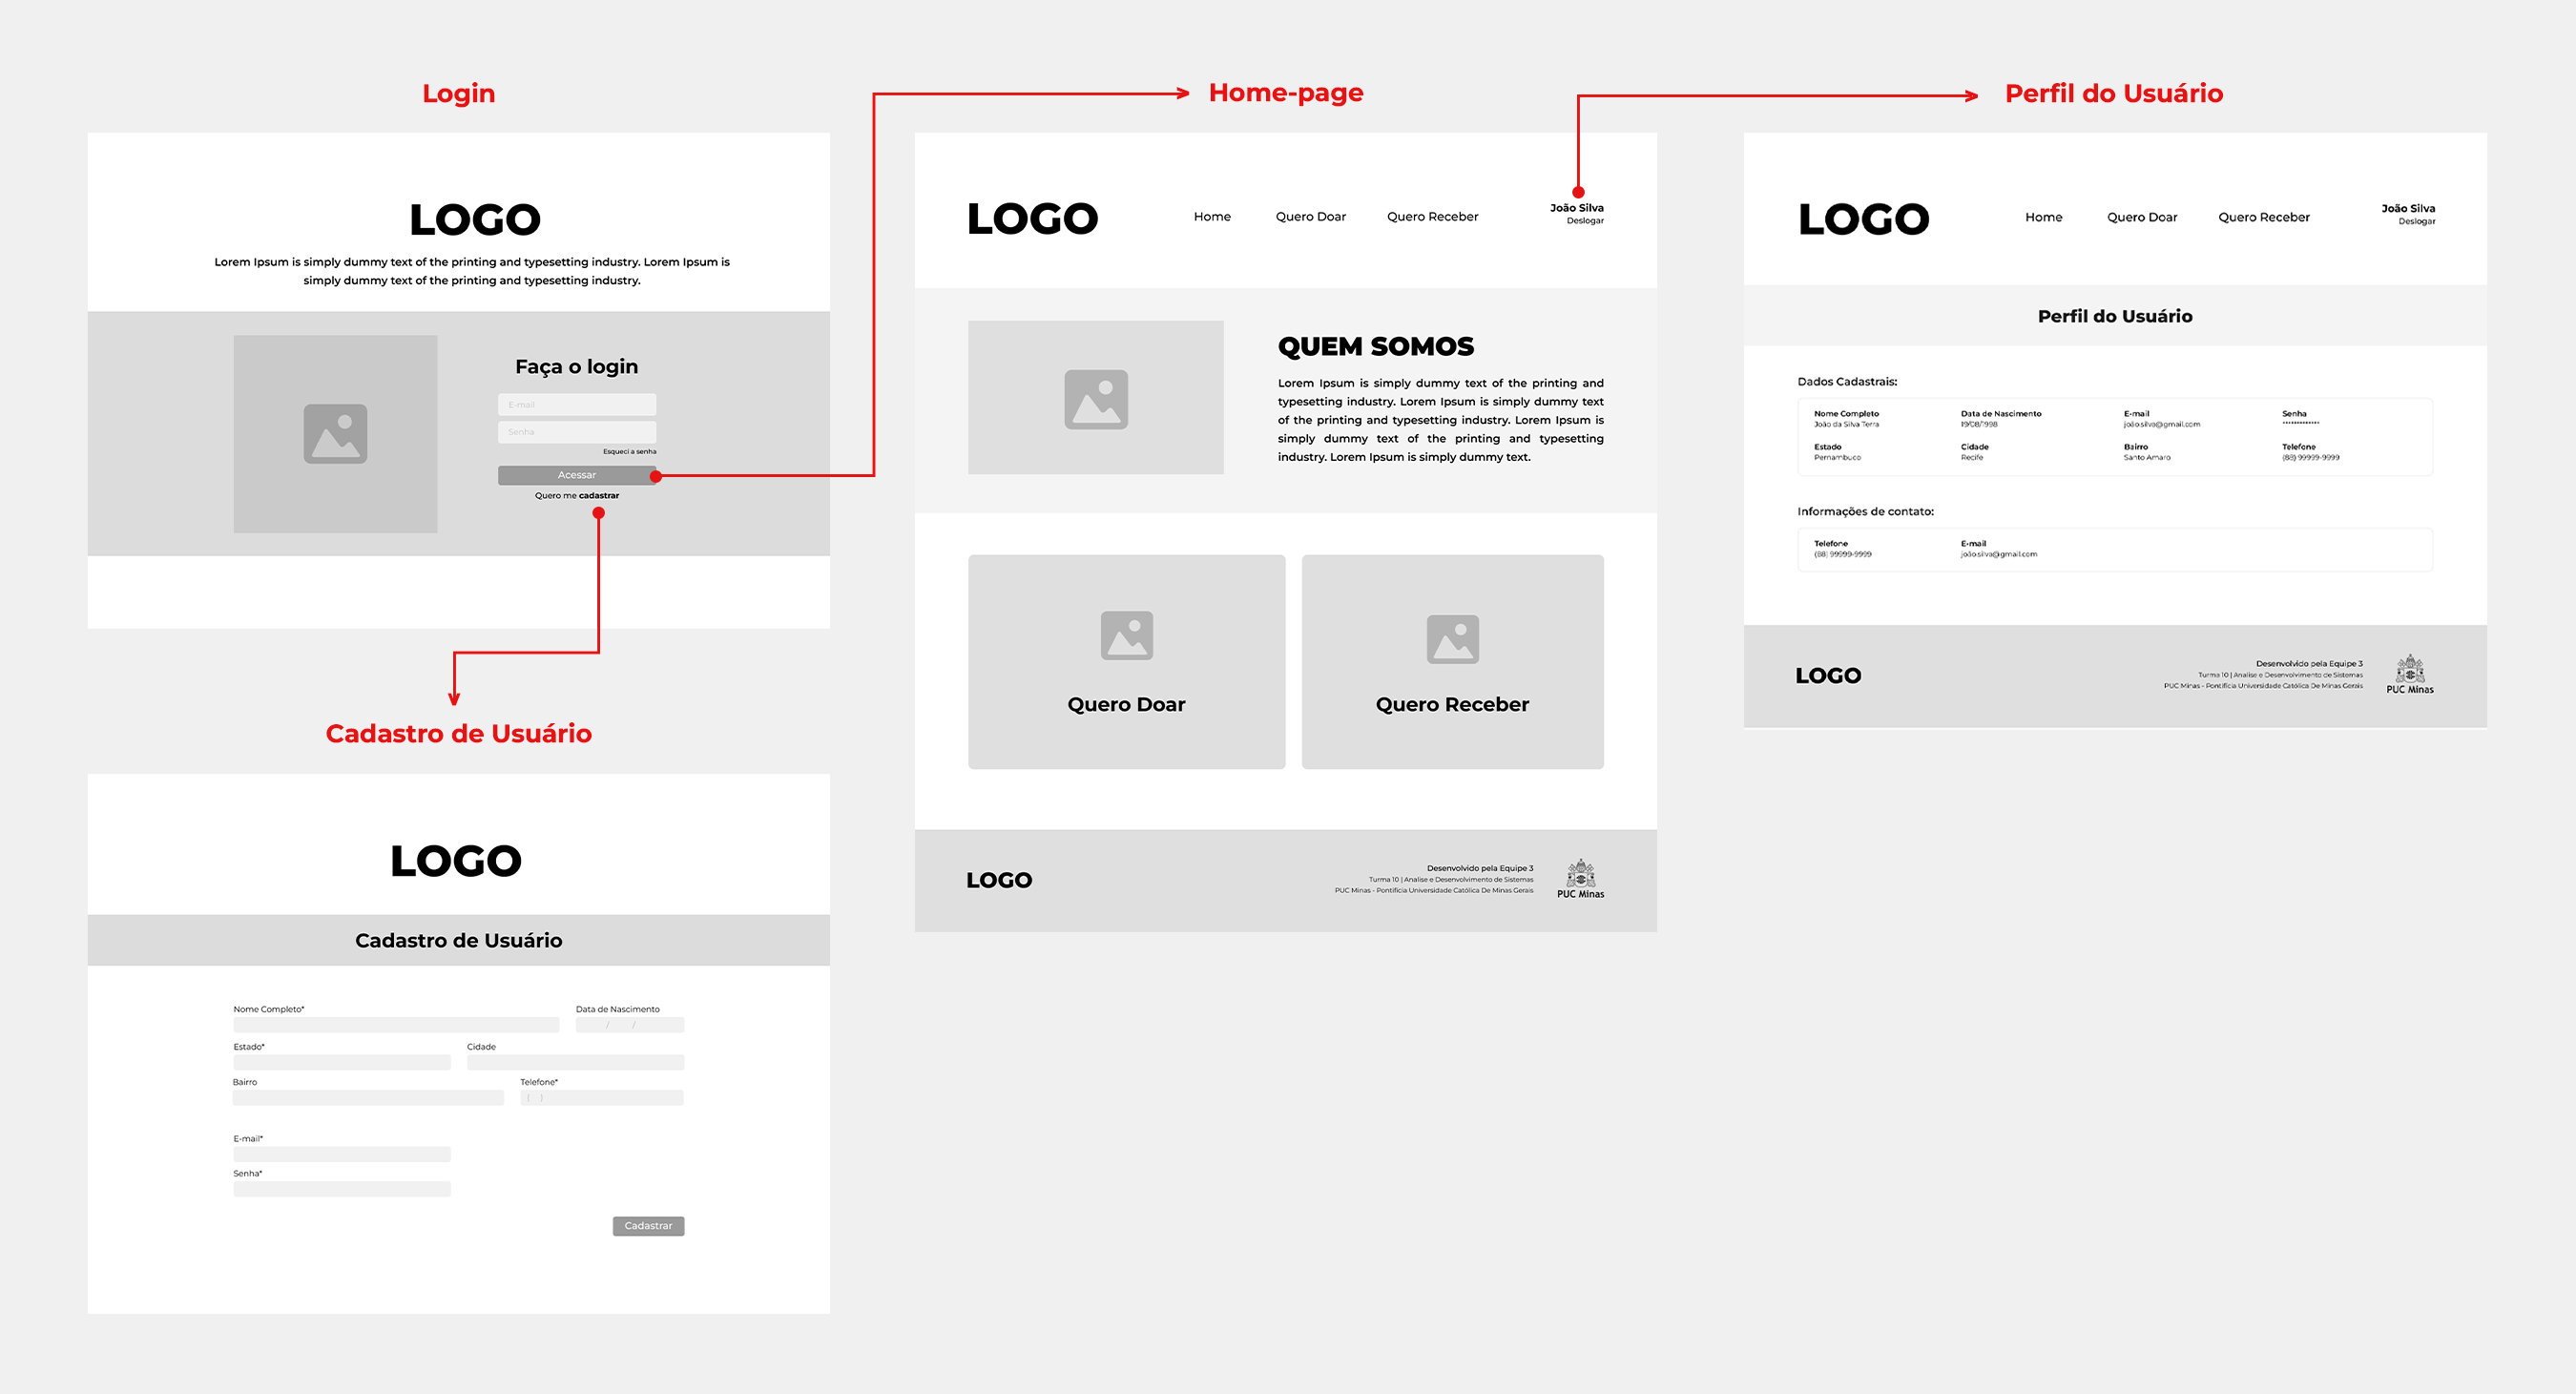 Login
LOGO
Lorem Ipsum is simply dummy text of the printing and typesetting industry. Lorem Ipsum is
simply dummy text of the printing and typesetting industry.
Faça o login
E-mail
Senha
Esqueci a senha
Acessar
Quero me cadastrar
Cadastro de Usuário
LOGO
Cadastro de Usuário
Nome Completo*
Data de Nascimento
/ /
Estado*
Cidade
Bairro
Telefone*
( )
E-mail*
Senha*
Cadastrar
Home-page
LOGO
Home
Quero Doar
Quero Receber
João Silva
Deslogar
QUEM SOMOS
Lorem Ipsum is simply dummy text of the printing and
typesetting industry. Lorem Ipsum is simply dummy text
of the printing and typesetting industry. Lorem Ipsum is
simply dummy text of the printing and typesetting
industry. Lorem Ipsum is simply dummy text.
Quero Doar
Quero Receber
LOGO
Desenvolvido pela Equipe 3
Turma 10 | Analise e Desenvolvimento de Sistemas
PUC Minas - Pontifícia Universidade Católica De Minas Gerais
PUC Minas
Perfil do Usuário
LOGO
Home
Quero Doar
Quero Receber
João Silva
Deslogar
Perfil do Usuário
Dados Cadastrais:
Nome Completo
João da Silva Terra
Data de Nascimento
19/08/1998
E-mail
joão.silva@gmail.com
Senha
*************
Estado
Pernambuco
Cidade
Recife
Bairro
Santo Amaro
Telefone
(88) 99999-9999
Informações de contato:
Telefone
(88) 99999-9999
E-mail
joão.silva@gmail.com
LOGO
Desenvolvido pela Equipe 3
Turma 10 | Analise e Desenvolvimento de Sistemas
PUC Minas - Pontifícia Universidade Católica De Minas Gerais
PUC Minas